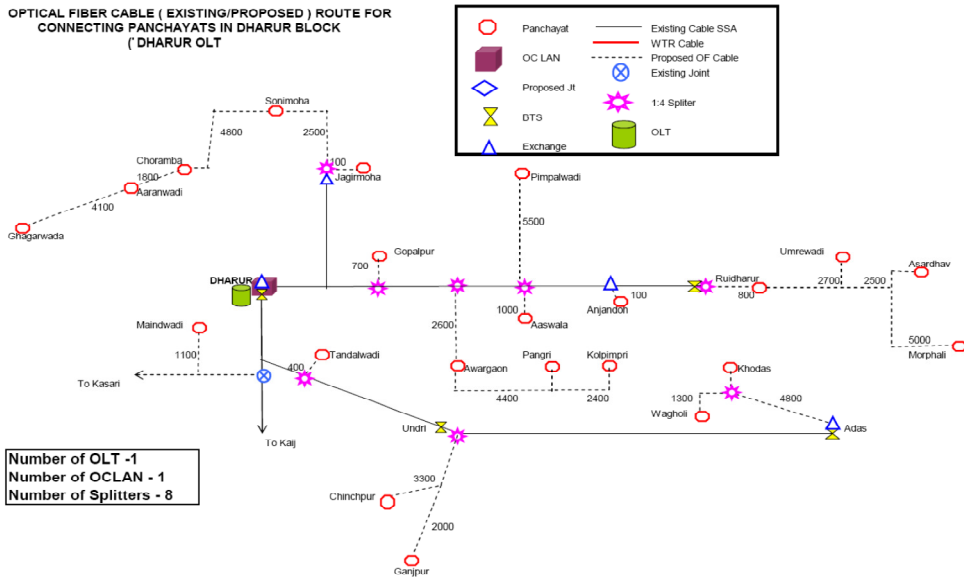 OPTICAL FIBER CABLE ( EXISTING/PROPOSED ) ROUTE FOR
CONNECTING PANCHAYATS IN DHARUR BLOCK
(' DHARUR OLT
Panchayat
Existing Cable SSA
WTR Cable
OC LAN
Proposed OF Cable
Existing Joint
Proposed Jt
1:4 Spliter
DTS
OLT
Exchange
Sonimoha
4800
2500
Choramba
100
Jagirmoha
1800
Aaranwadi
Pimpalwadi
4100
Ghagarwada
5500
Gopalpur
Umrewadi
Asardhav
700
DHARUR
Ruidharur
2700
2500
800
100
Anjandoh
1000
Aaswala
Maindwadi
2600
5000
Morphali
1100
Tandalwadi
400
Pangri
Kolpimpri
Awargaon
Khodas
To Kasari
4400
2400
1300
4800
Wagholi
Undri
Adas
To Kaij
Number of OLT -1
Number of OCLAN - 1
Number of Splitters - 8
3300
Chinchpur
2000
Ganjpur